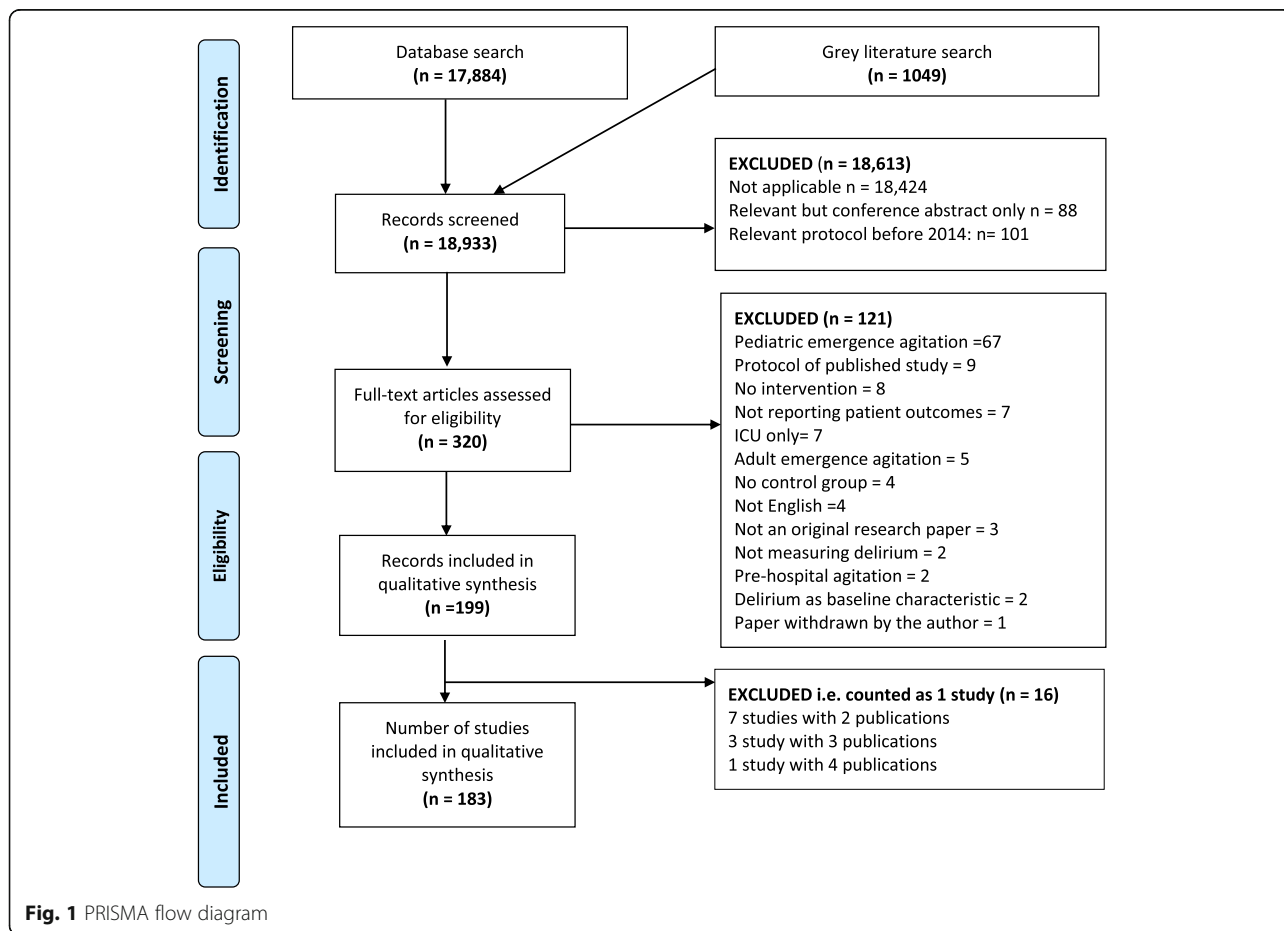 Identification
Database search
(n = 17,884)
Grey literature search
(n = 1049)
Records screened
(n = 18,933)
EXCLUDED (n = 18,613)
Not applicable n = 18,424
Relevant but conference abstract only n = 88
Relevant protocol before 2014: n= 101
Screening
Full-text articles assessed
for eligibility
(n = 320)
EXCLUDED (n = 121)
Pediatric emergence agitation =67
Protocol of published study = 9
No intervention = 8
Not reporting patient outcomes = 7
ICU only= 7
Adult emergence agitation = 5
No control group = 4
Not English =4
Not an original research paper = 3
Not measuring delirium = 2
Pre-hospital agitation = 2
Delirium as baseline characteristic = 2
Paper withdrawn by the author = 1
Eligibility
Records included in
qualitative synthesis
(n =199)
Included
Number of studies
included in qualitative
synthesis
(n = 183)
EXCLUDED i.e. counted as 1 study (n = 16)
7 studies with 2 publications
3 study with 3 publications
1 study with 4 publications
Fig. 1 PRISMA flow diagram